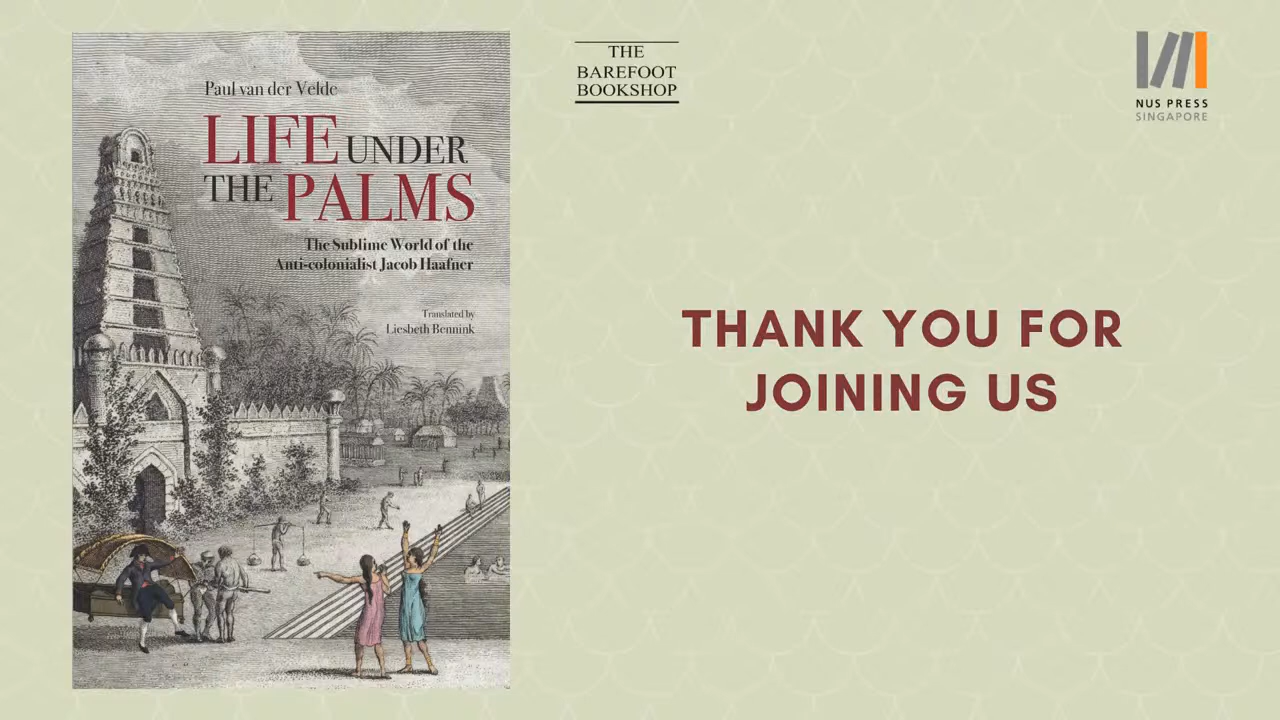 Paul van der Velde
LIFE UNDER
THE PALMS
The Sublime World of the
Anti-colonialist Jacob Haafner
Translated by
Liesbeth Bennink
THE
BAREFOOT
BOOKSHOP
NUS PRESS
SINGAPORE
THANK YOU FOR
JOINING US